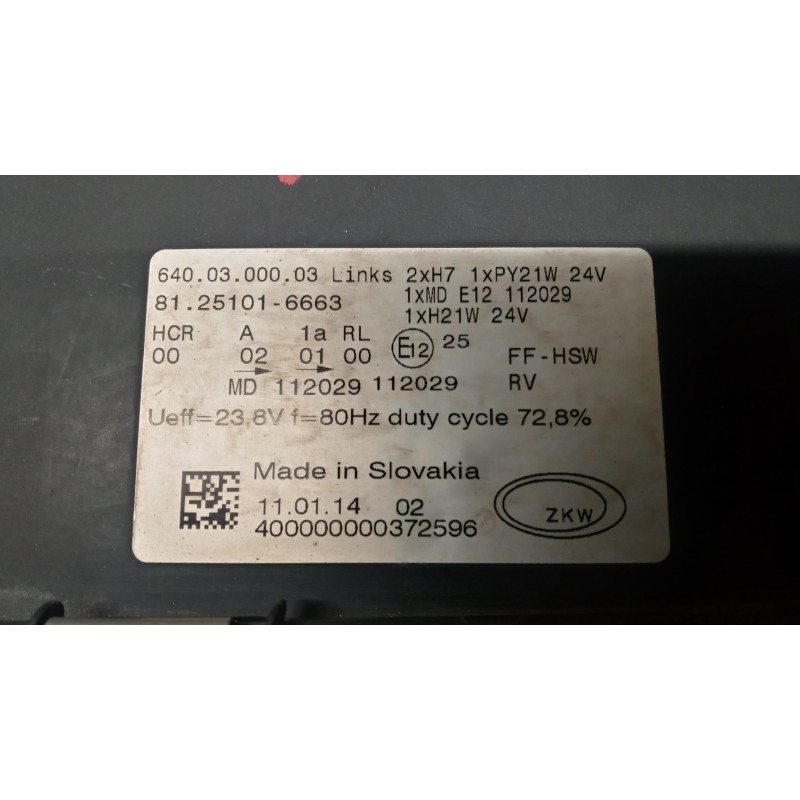 640.03.000.03 Links 2xH7 1xPY21W 24V
81.25101-6663 1xMD E12 112029
1xH21W 24V
HCR A 1a RL
00 02 01 00 E12 25 FF-HSW
MD 112029 112029 RV
Ueff=23,8V f=80Hz duty cycle 72,8%
Made in Slovakia
11.01.14 02
400000000372596
ZKW